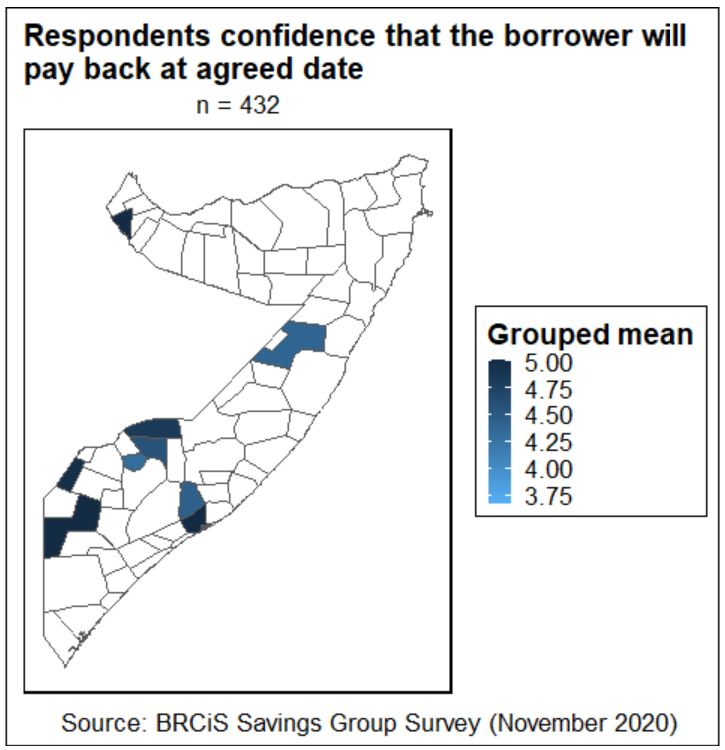 Respondents confidence that the borrower will
pay back at agreed date
n = 432
Grouped mean
5.00
4.75
4.50
4.25
4.00
3.75
Source: BRCiS Savings Group Survey (November 2020)